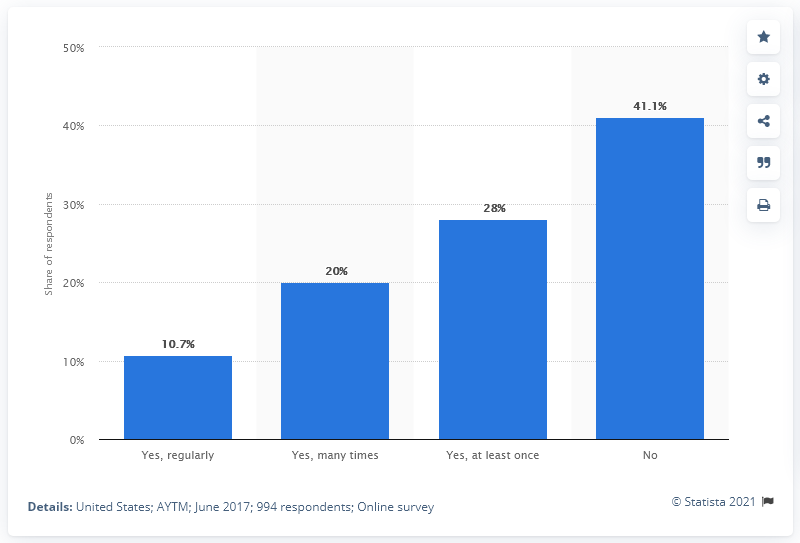 50%
40%
30%
20%
10%
0%
Share of respondents
10.7%
20%
28%
41.1%
Yes, regularly
Yes, many times
Yes, at least once
No
Details: United States; AYTM; June 2017; 994 respondents; Online survey
© Statista 2021